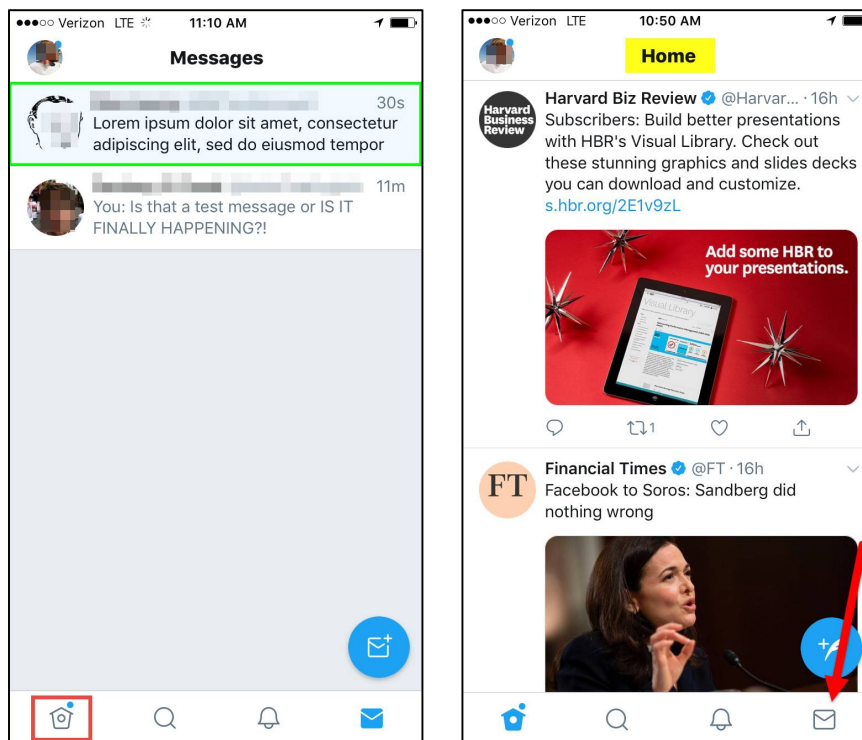 Verizon LTE 11:10 AM
Messages
30s
Lorem ipsum dolor sit amet, consectetur
adipiscing elit, sed do eiusmod tempor
11m
You: Is that a test message or IS IT
FINALLY HAPPENING?!
Verizon LTE 10:50 AM
Home
Harvard
Business
Review
Harvard Biz Review @Harvar... · 16h
Subscribers: Build better presentations
with HBR's Visual Library. Check out
these stunning graphics and slides decks
you can download and customize.
s.hbr.org/2E1v9zL
Add some HBR to
your presentations.
Visual Library
1
FT
Financial Times @FT · 16h
Facebook to Soros: Sandberg did
nothing wrong